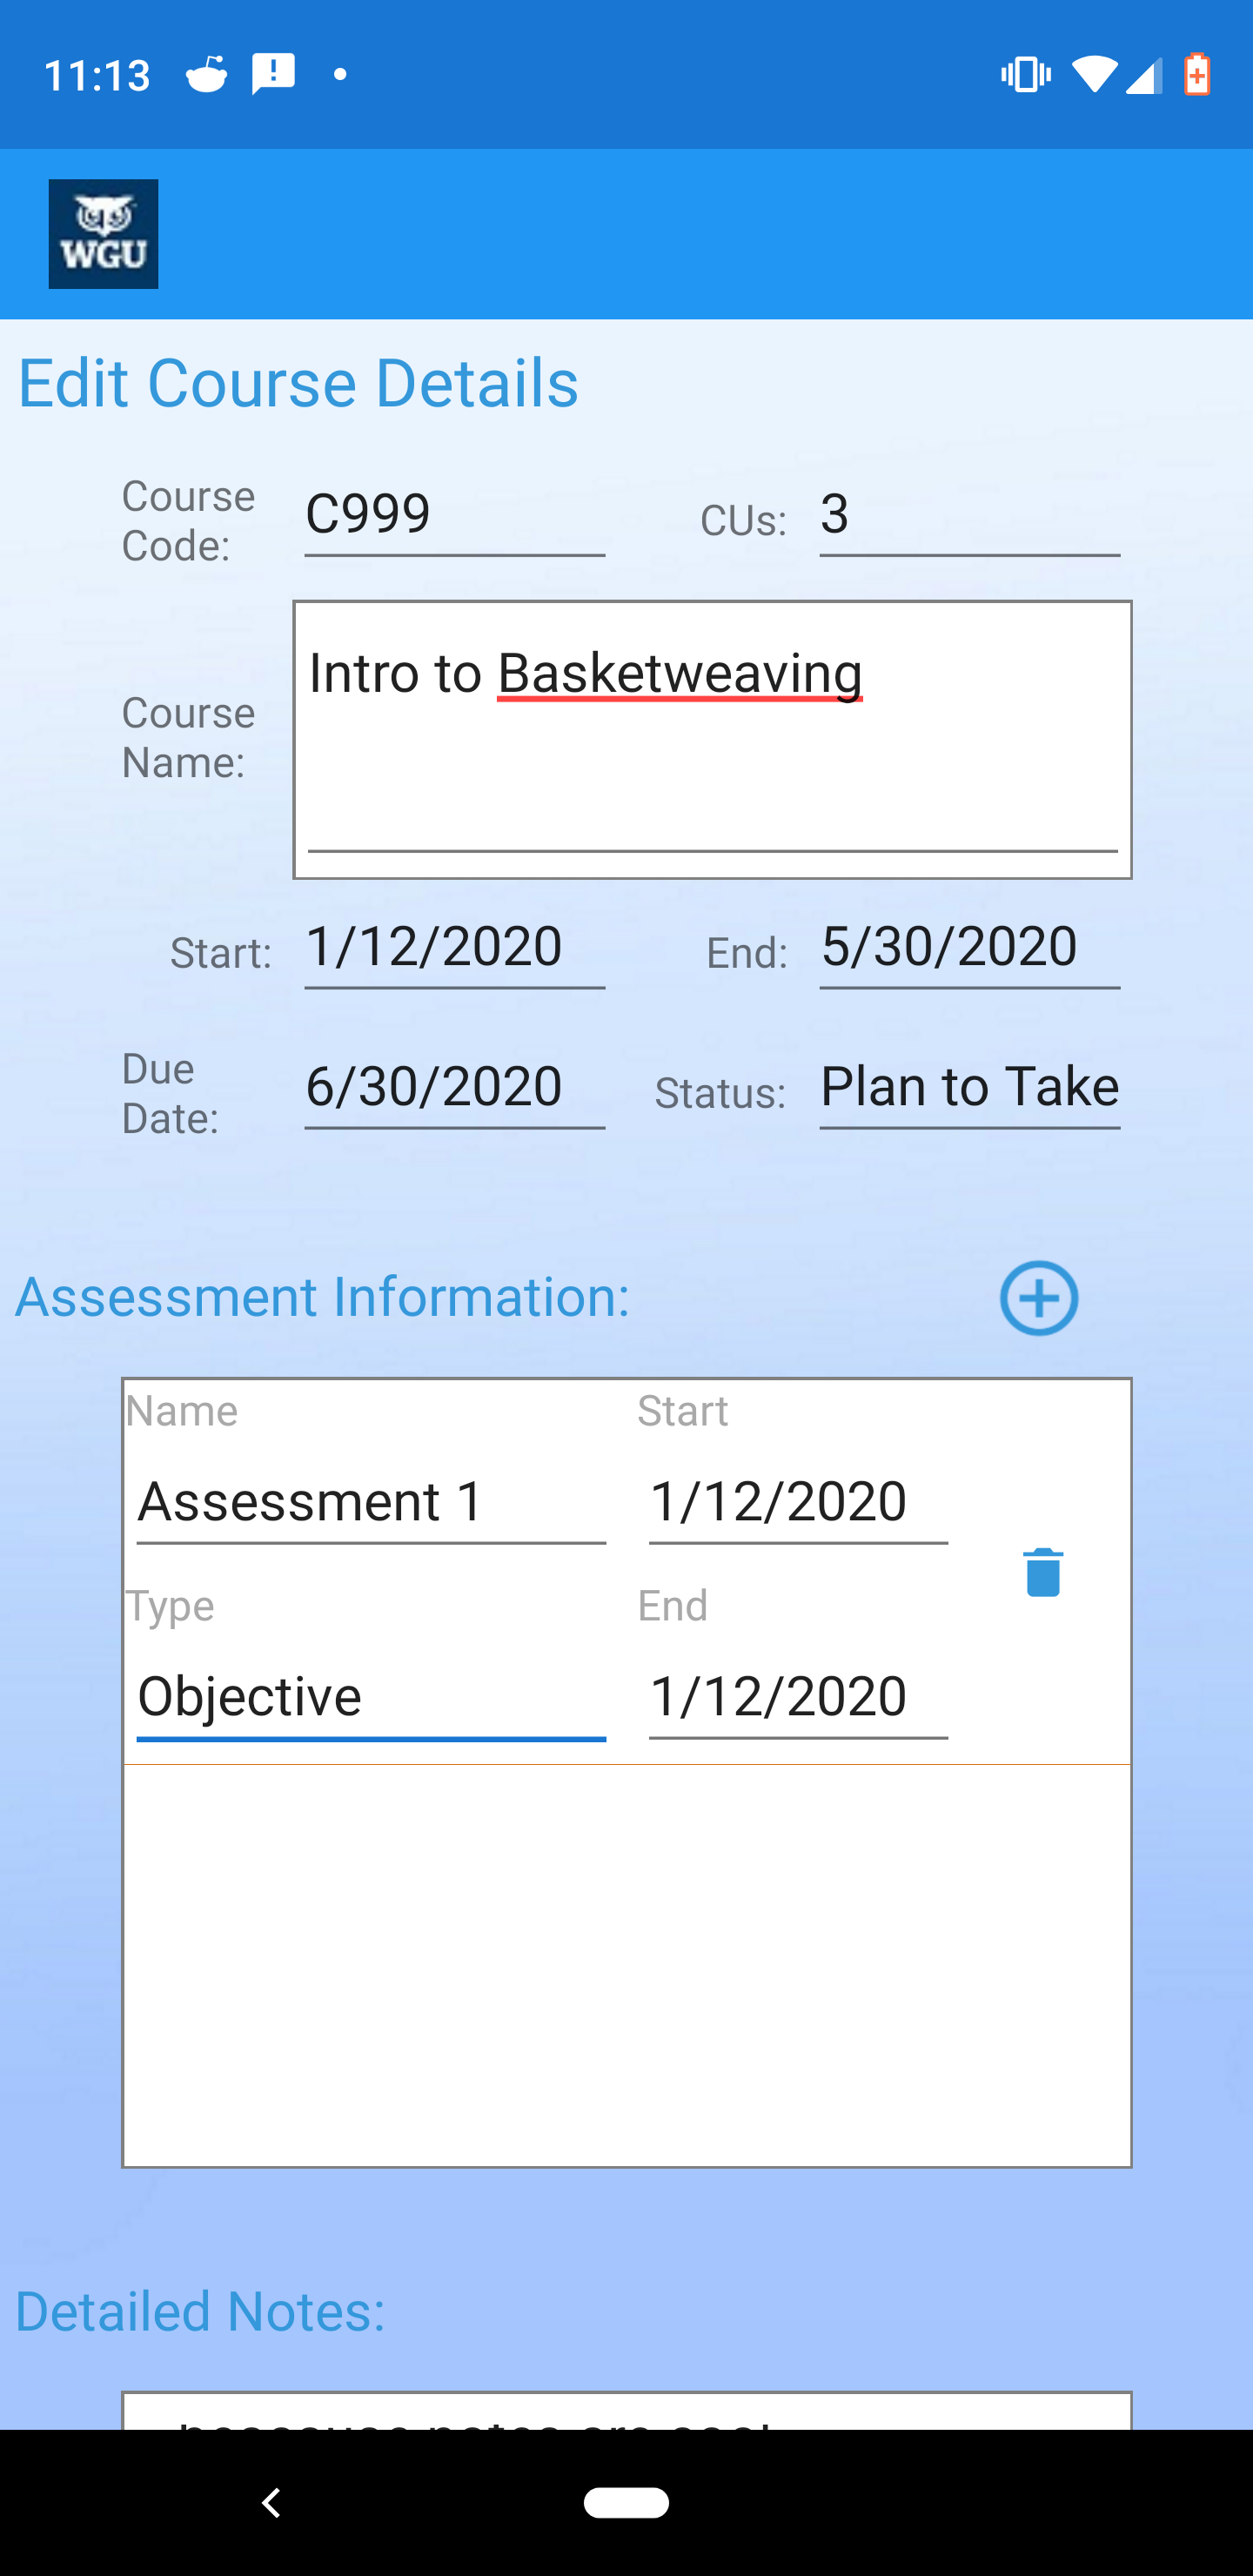 11:13
WGU
Edit Course Details
Course Code: C999 CUs: 3
Course Name: Intro to Basketweaving
Start: 1/12/2020 End: 5/30/2020
Due Date: 6/30/2020 Status: Plan to Take
Assessment Information:
Name Start
Assessment 1 1/12/2020
Type End
Objective 1/12/2020
Detailed Notes:
notes are